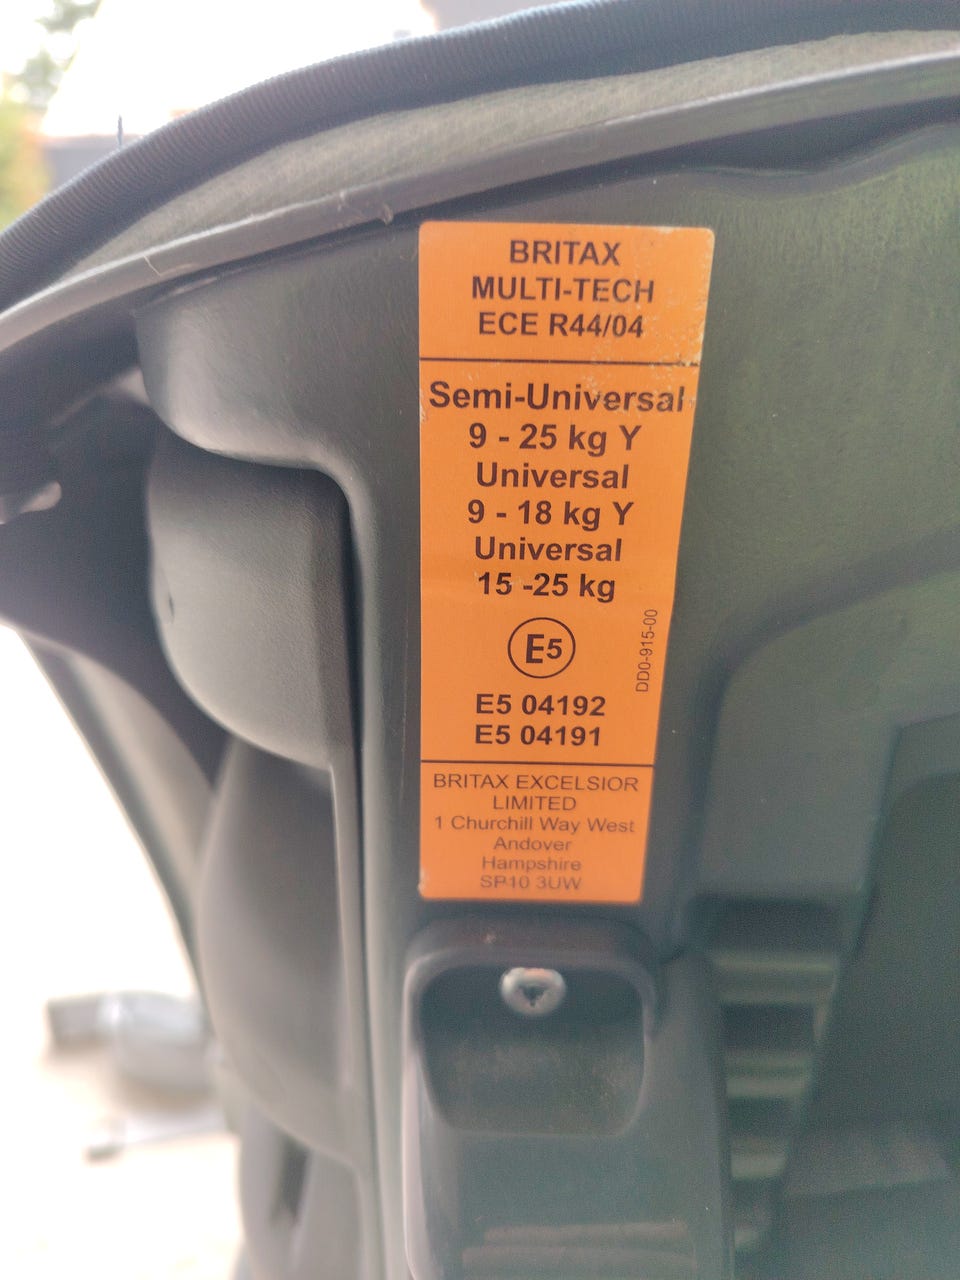 BRITAX
MULTI-TECH
ECE R44/04
Semi-Universal
9 - 25 kg Y
Universal
9 - 18 kg Y
Universal
15 -25 kg
E5
DD0-915-00
E5 04192
E5 04191
BRITAX EXCELSIOR
LIMITED
1 Churchill Way West
Andover
Hampshire
SP10 3UW